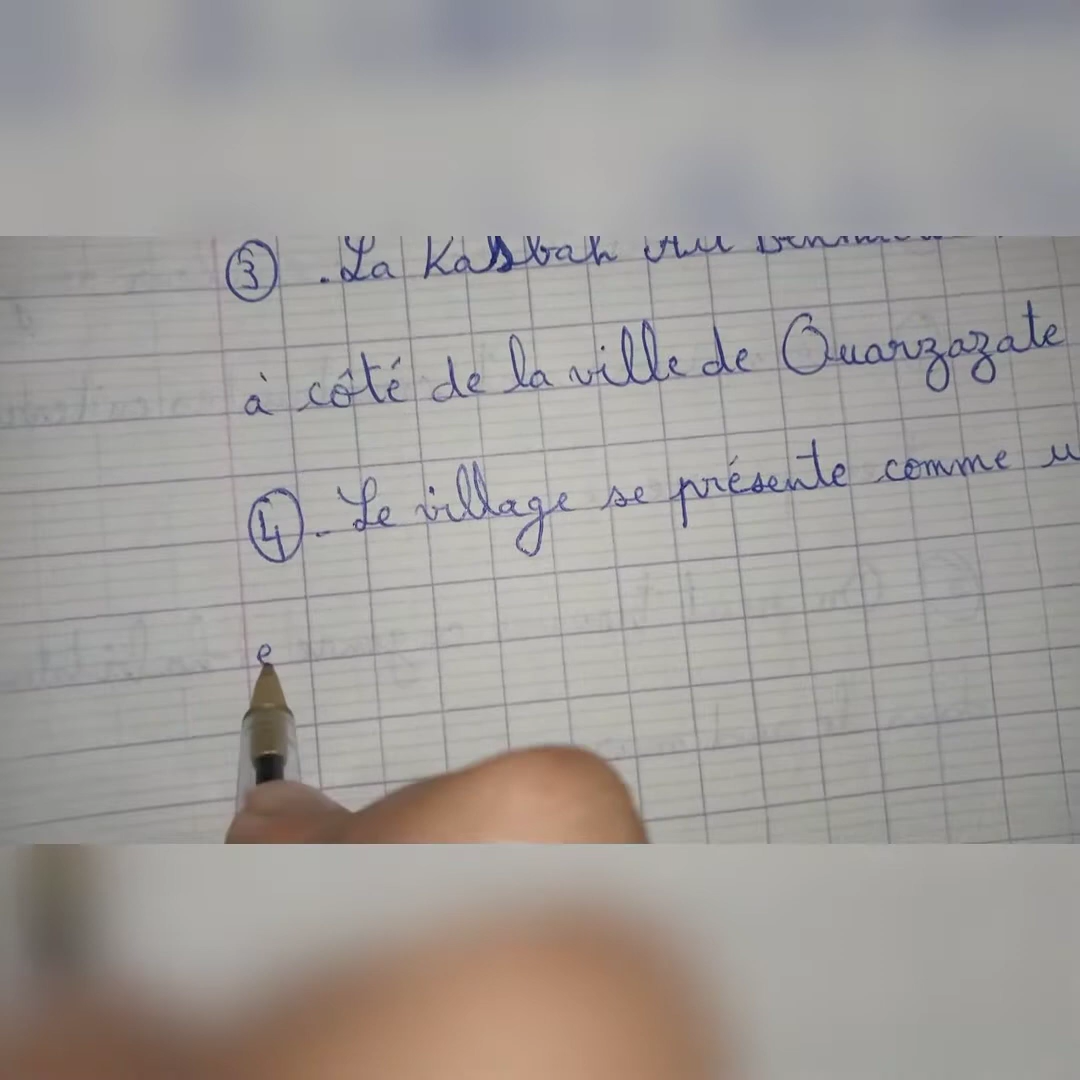 ③ . La Kasbah
à côté de la ville de Ouarzazate
④ . Le village se présente comme u
e